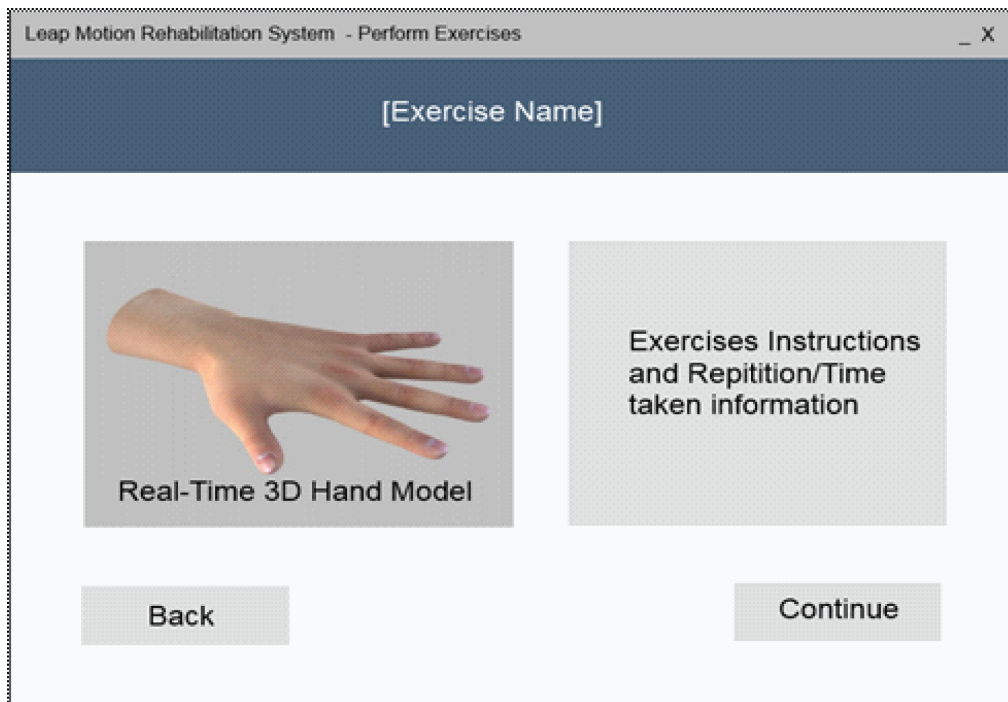 Leap Motion Rehabilitation System - Perform Exercises
_ X
[Exercise Name]
Real-Time 3D Hand Model
Exercises Instructions
and Repitition/Time
taken information
Back
Continue